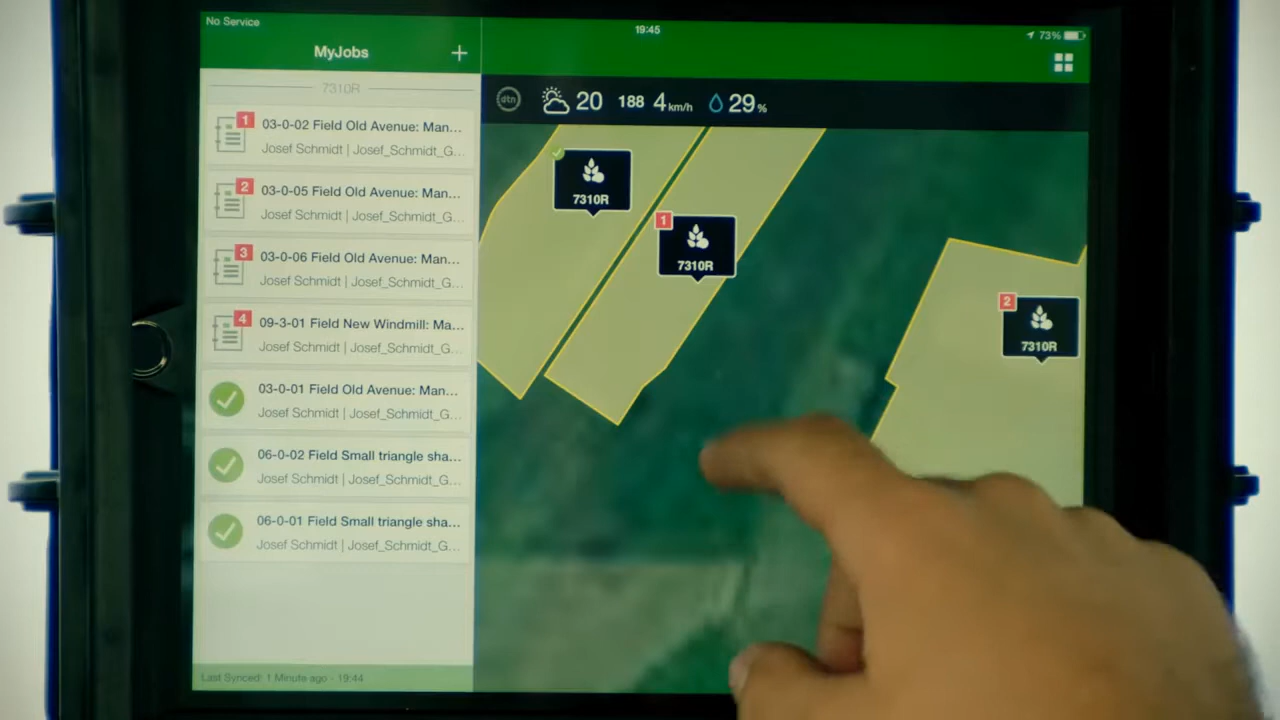 No Service
19:45
73%
MyJobs
+
7310R
dtn
20
188
4 km/h
29 %
1
03-0-02 Field Old Avenue: Man...
Josef Schmidt | Josef_Schmidt_G...
2
03-0-05 Field Old Avenue: Man...
Josef Schmidt | Josef_Schmidt_G...
3
03-0-06 Field Old Avenue: Man...
Josef Schmidt | Josef_Schmidt_G...
4
09-3-01 Field New Windmill: Ma...
Josef Schmidt | Josef_Schmidt_G...
03-0-01 Field Old Avenue: Man...
Josef Schmidt | Josef_Schmidt_G...
06-0-02 Field Small triangle sha...
Josef Schmidt | Josef_Schmidt_G...
06-0-01 Field Small triangle sha...
Josef Schmidt | Josef_Schmidt_G...
Last Synced: 1 Minute ago - 19:44
7310R
1
7310R
2
7310R